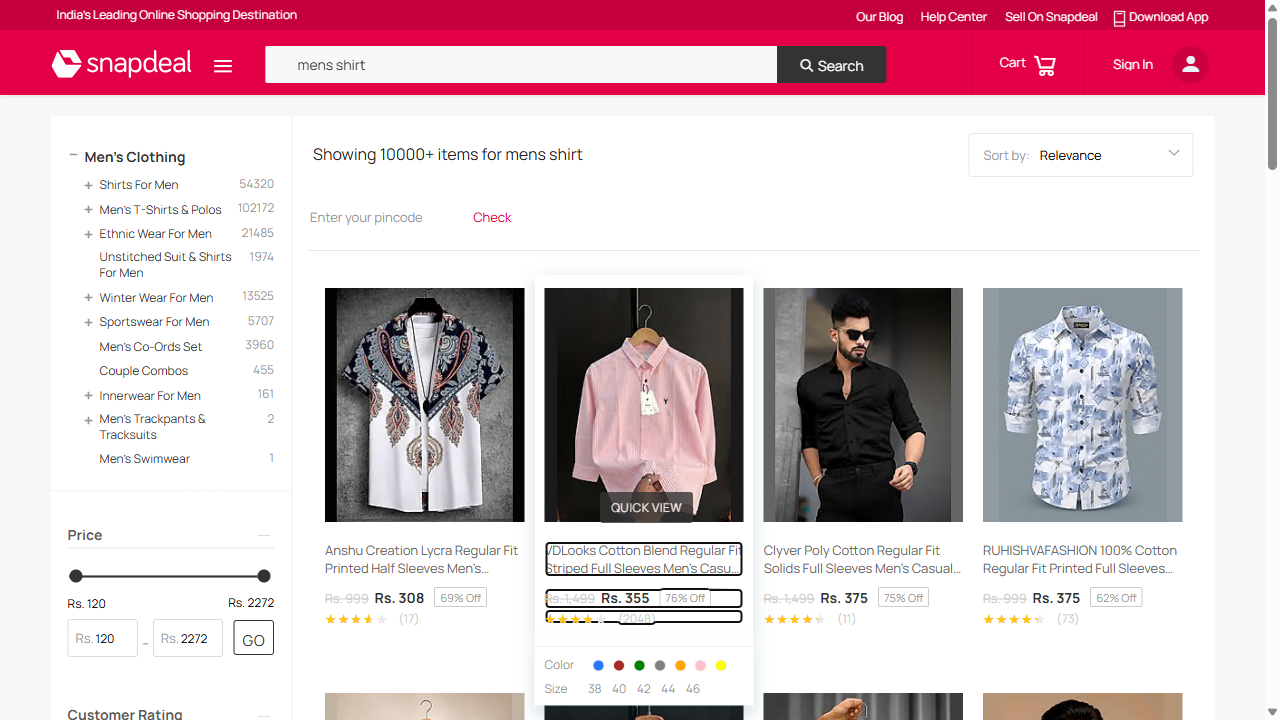 India's Leading Online Shopping Destination
Our Blog
Help Center
Sell On Snapdeal
Download App
snapdeal
mens shirt
Search
Cart
Sign In
Men's Clothing
Shirts For Men 54320
Men's T-Shirts & Polos 102172
Ethnic Wear For Men 21485
Unstitched Suit & Shirts 1974
For Men
Winter Wear For Men 13525
Sportswear For Men 5707
Men's Co-Ords Set 3960
Couple Combos 455
Innerwear For Men 161
Men's Trackpants & 2
Tracksuits
Men's Swimwear 1
Price
Rs. 120 Rs. 2272
Rs. 120 - Rs. 2272 GO
Customer Rating
Showing 10000+ items for mens shirt
Sort by: Relevance
Enter your pincode Check
Anshu Creation Lycra Regular Fit
Printed Half Sleeves Men's...
Rs. 999 Rs. 308 69% Off
(17)
QUICK VIEW
VDLooks Cotton Blend Regular Fit
Striped Full Sleeves Men's Casu...
Rs. 1,499 Rs. 355 76% Off
(2048)
Color
Size 38 40 42 44 46
Clyver Poly Cotton Regular Fit
Solids Full Sleeves Men's Casual...
Rs. 1,499 Rs. 375 75% Off
(11)
RUHISHVAFASHION 100% Cotton
Regular Fit Printed Full Sleeves...
Rs. 999 Rs. 375 62% Off
(73)